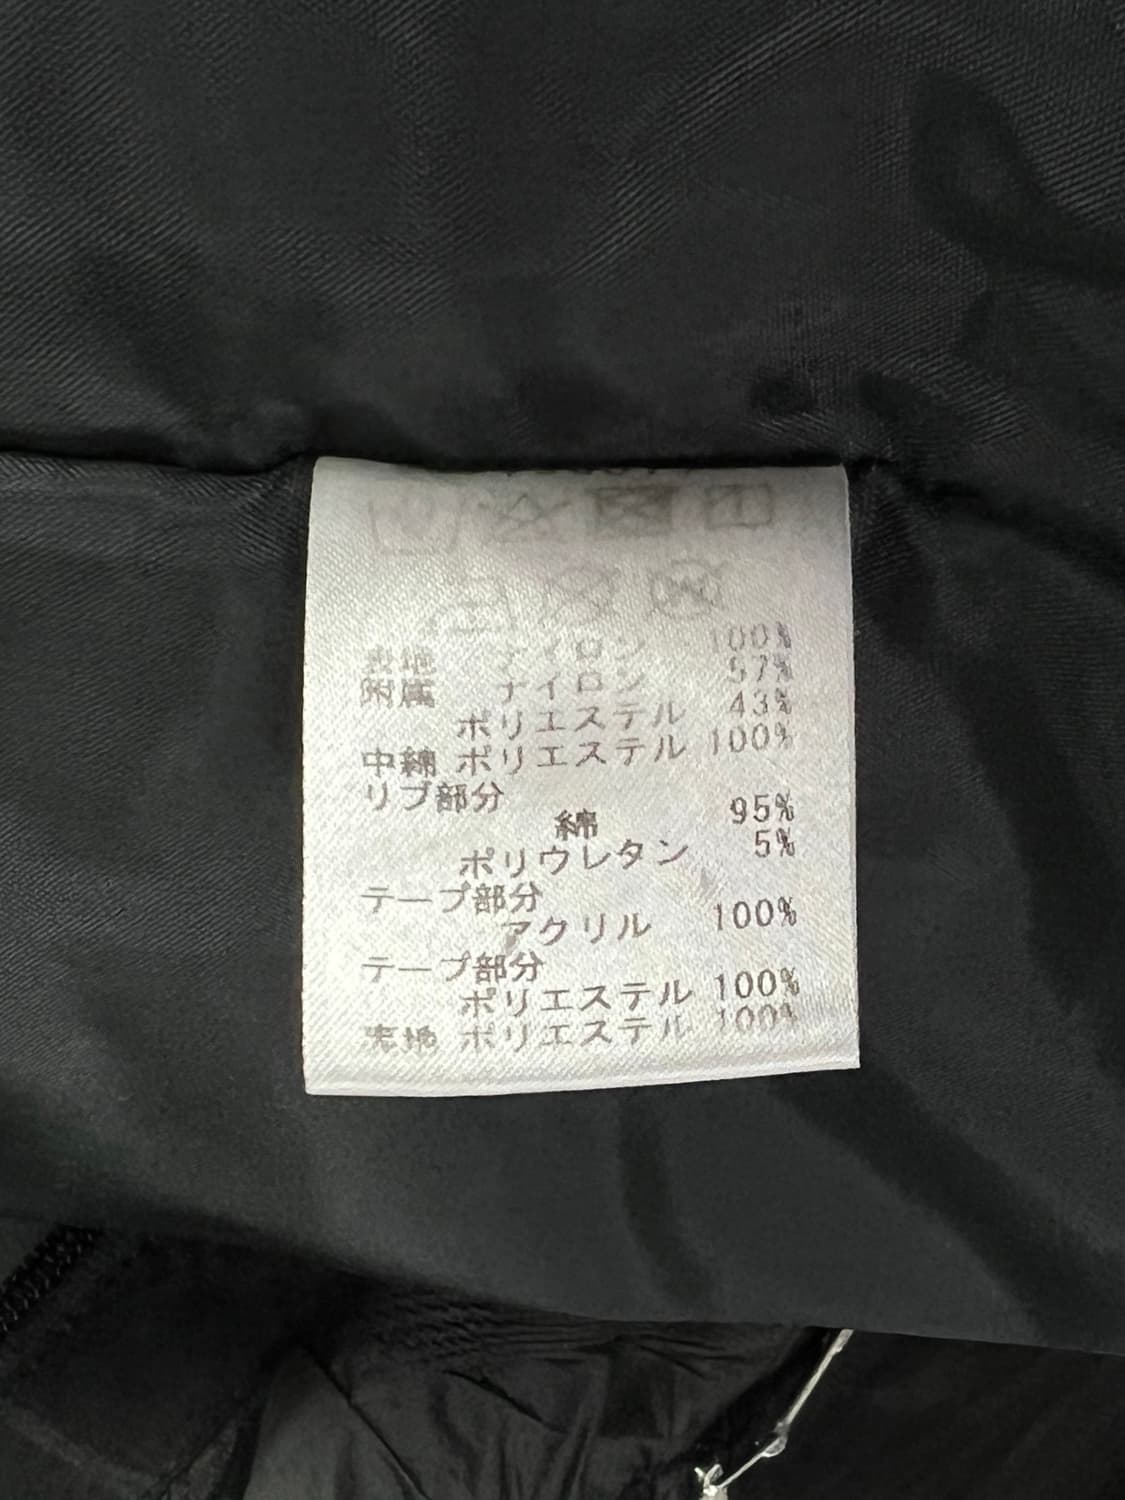 表地 ナイロン 100%
附属 ナイロン 57%
ポリエステル 43%
中綿 ポリエステル 100%
リブ部分
綿 95%
ポリウレタン 5%
テープ部分
アクリル 100%
テープ部分
ポリエステル 100%
ポリエステル 100%